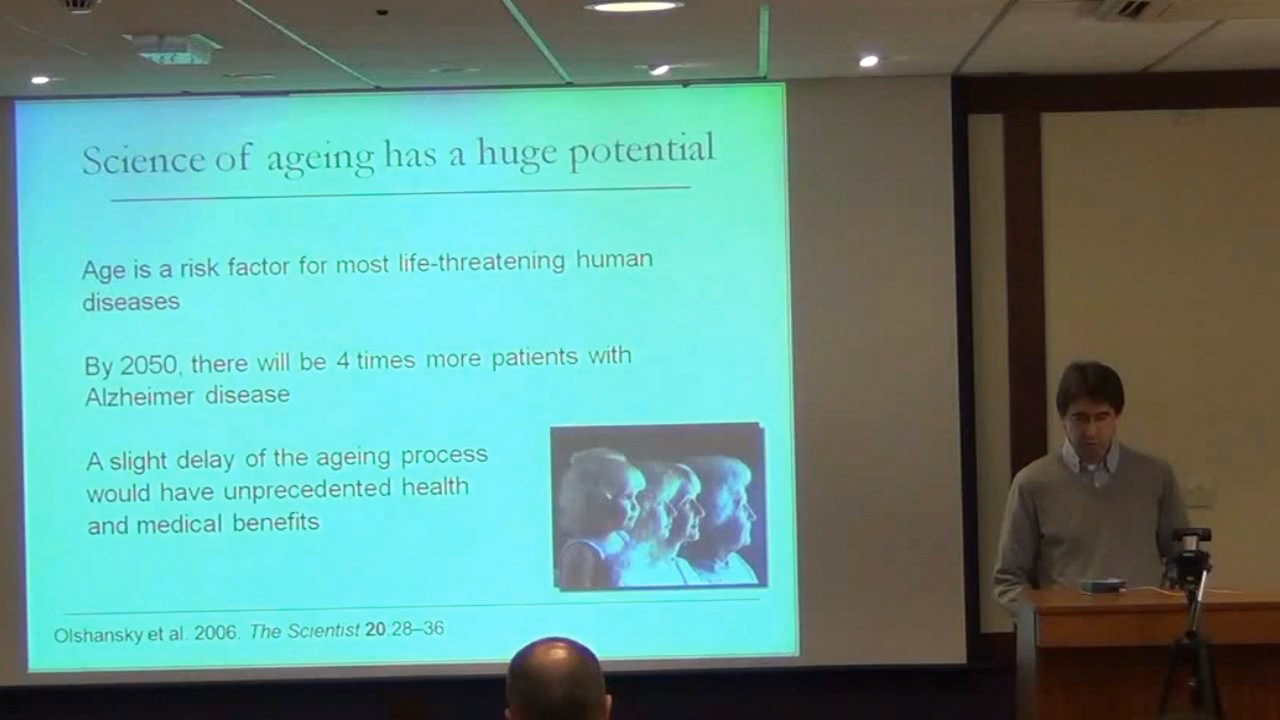 Science of ageing has a huge potential
Age is a risk factor for most life-threatening human
diseases
By 2050, there will be 4 times more patients with
Alzheimer disease
A slight delay of the ageing process
would have unprecedented health
and medical benefits
Olshansky et al. 2006. The Scientist 20:28–36